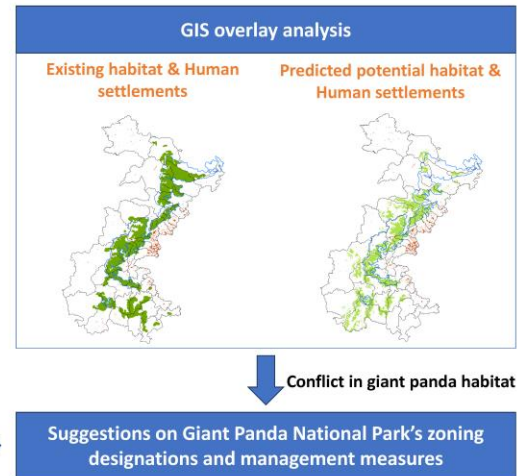 GIS overlay analysis
Existing habitat & Human
settlements
Predicted potential habitat &
Human settlements
Conflict in giant panda habitat
Suggestions on Giant Panda National Park's zoning
designations and management measures